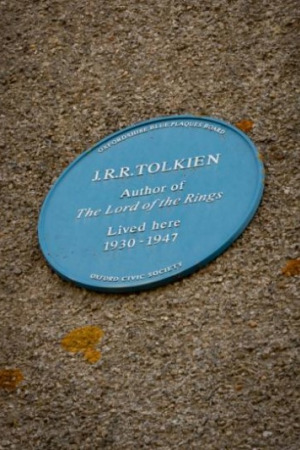 OXFORDSHIRE BLUE PLAQUES BOARD
J.R.R. TOLKIEN
Author of
The Lord of the Rings
Lived here
1930-1947
OXFORD CIVIC SOCIETY